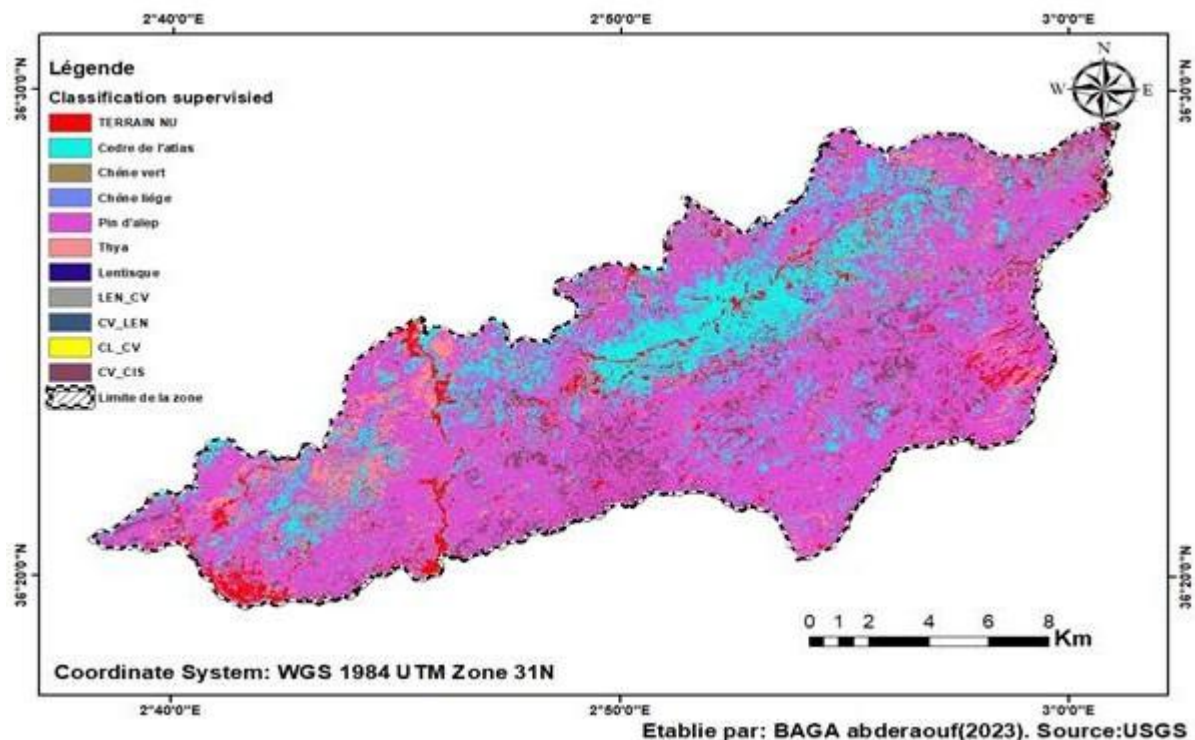 2°40'0"E 2°50'0"E 3°0'0"E
36°30'0"N
36°30'0"N
Légende
Classification supervisied
TERRAIN NU
Cedre de l'atlas
Chéne vert
Chéne liége
Pin d'alep
Thya
Lentisque
LEN_CV
CV_LEN
CL_CV
CV_CIS
Limite de la zone
N
W E
S
36°20'0"N
36°20'0"N
0 1 2 4 6 8
Km
Coordinate System: WGS 1984 UTM Zone 31N
2°40'0"E 2°50'0"E 3°0'0"E
Etablie par: BAGA abderaouf(2023). Source:USGS